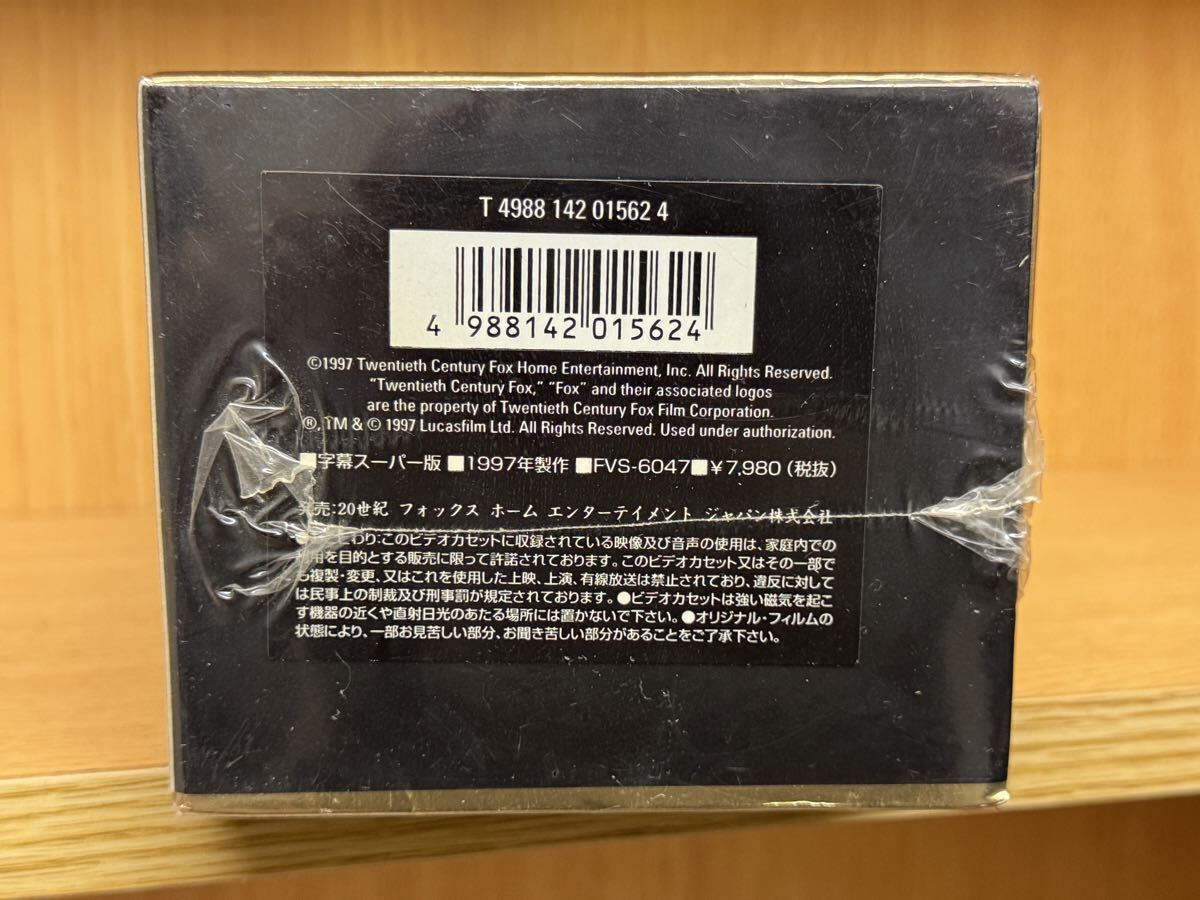 T 4988 142 01562 4
4 988142 015624
©1997 Twentieth Century Fox Home Entertainment, Inc. All Rights Reserved.
"Twentieth Century Fox," "Fox" and their associated logos
are the property of Twentieth Century Fox Film Corporation.
®, TM & © 1997 Lucasfilm Ltd. All Rights Reserved. Used under authorization.
■字幕スーパー版 ■1997年製作 ■FVS-6047■¥7,980(税抜)
発売:20世紀 フォックス ホーム エンターテイメント ジャパン株式会社
わり:このビデオカセットに収録されている映像及び音声の使用は、家庭内での
用を目的とする販売に限って許諾されております。このビデオカセット又はその一部で
も複製・変更、又はこれを使用した上映、上演、有線放送は禁止されており、違反に対して
は民事上の制裁及び刑事罰が規定されております。●ビデオカセットは強い磁気を起こ
す機器の近くや直射日光のあたる場所には置かないで下さい。●オリジナル・フィルムの
状態により、一部お見苦しい部分、お聞き苦しい部分があることをご了承下さい。